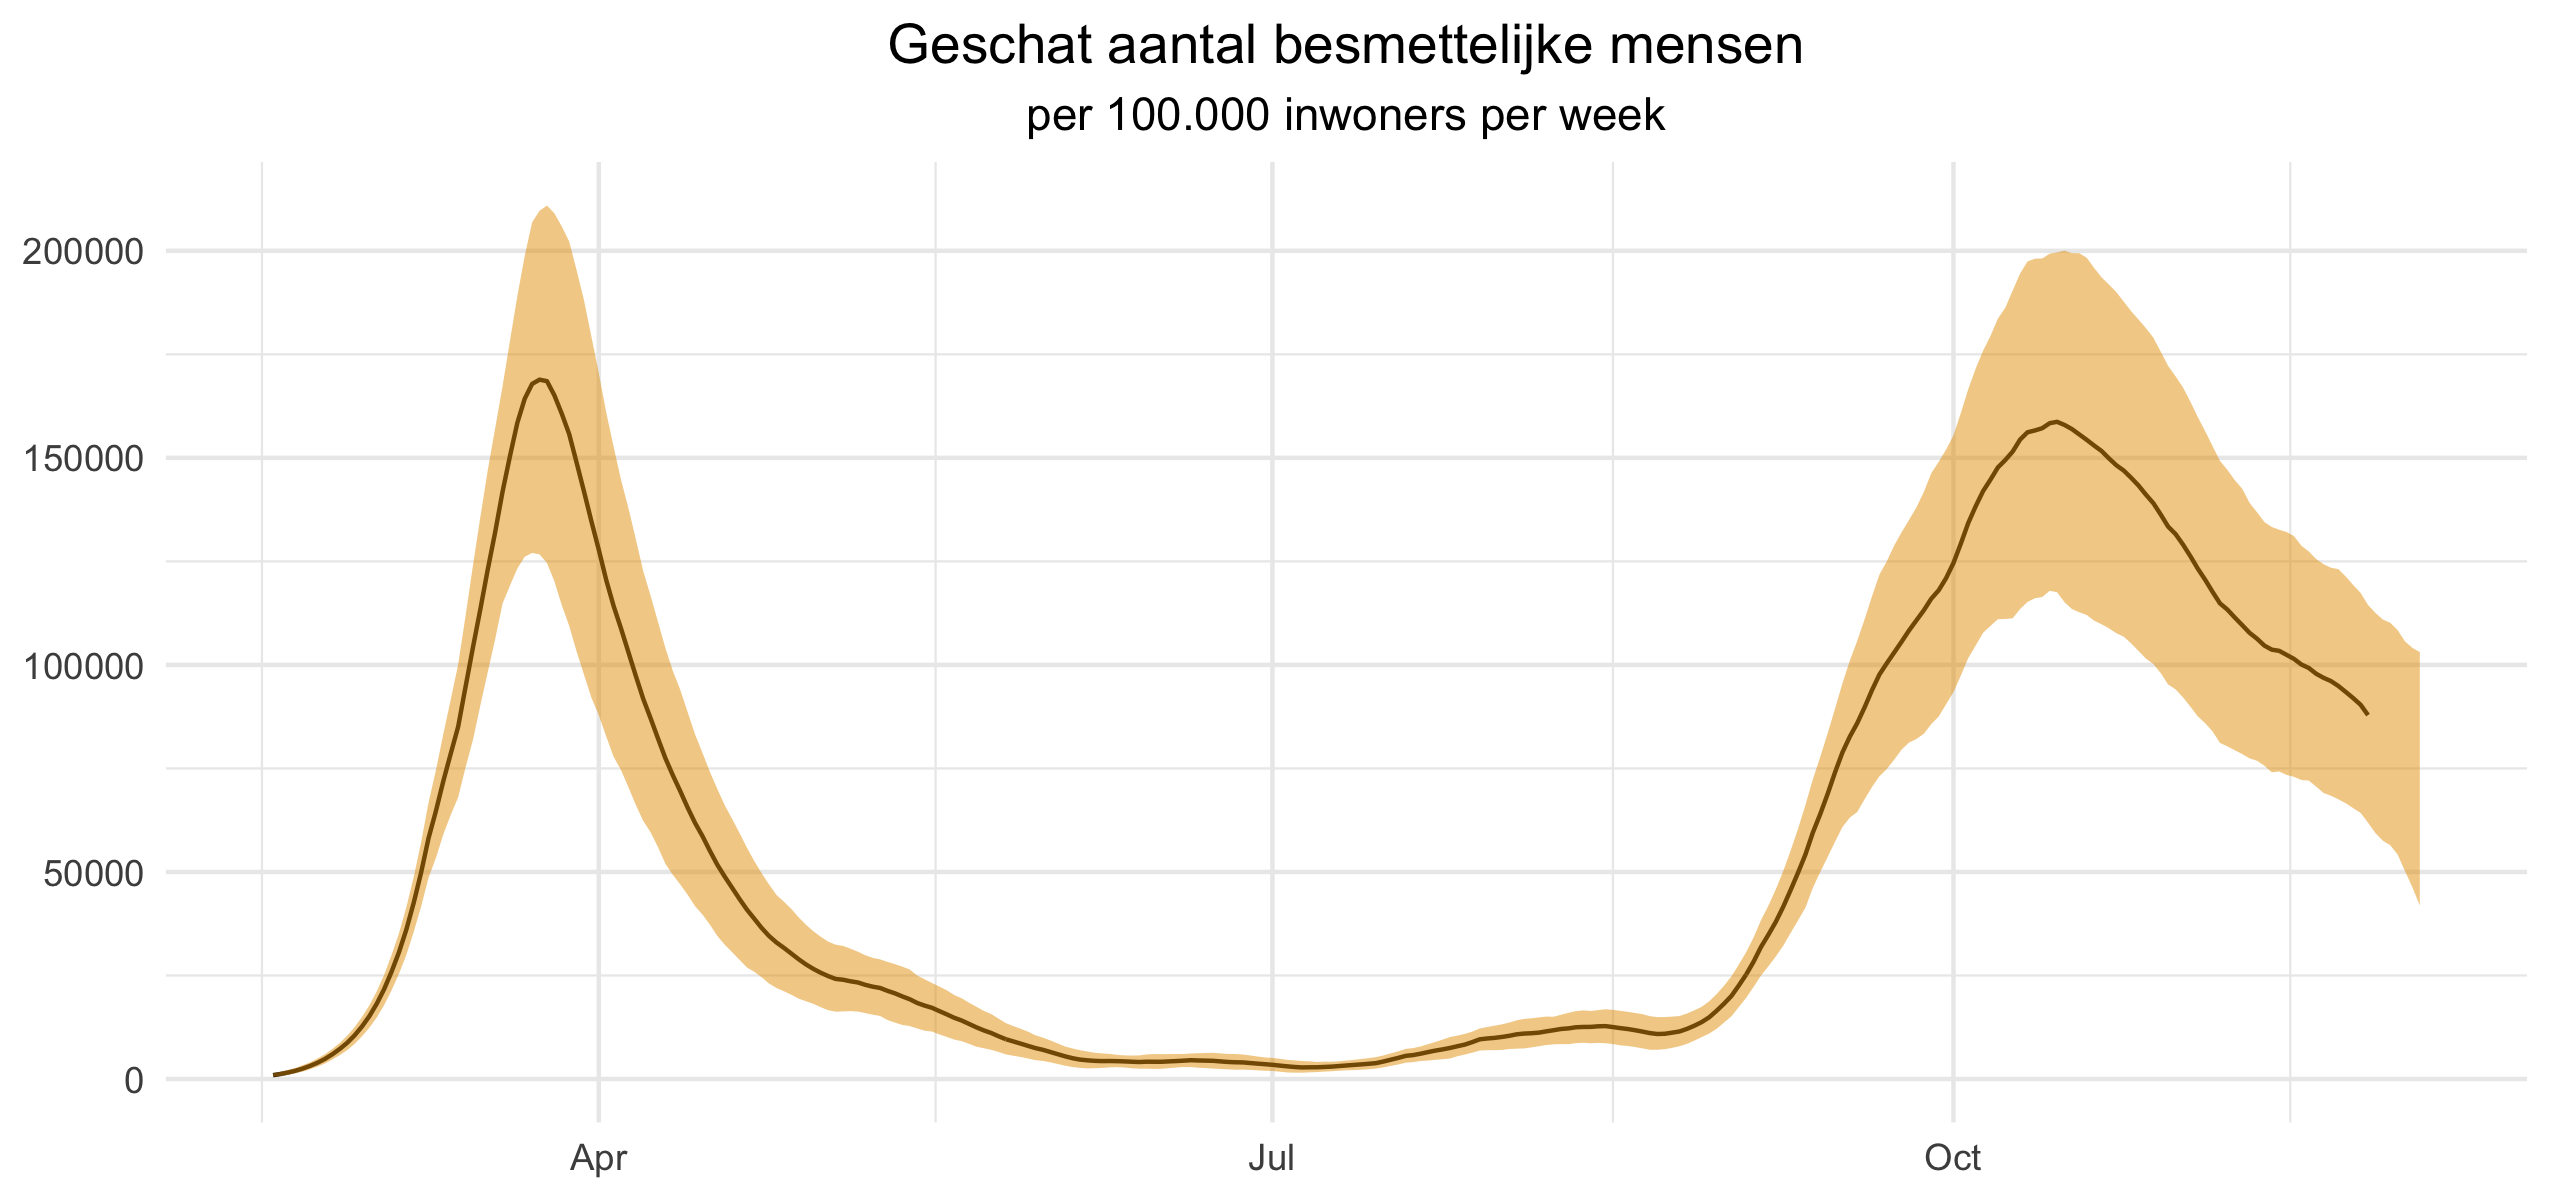 Geschat aantal besmettelijke mensen
per 100.000 inwoners per week
200000
150000
100000
50000
0
Apr
Jul
Oct